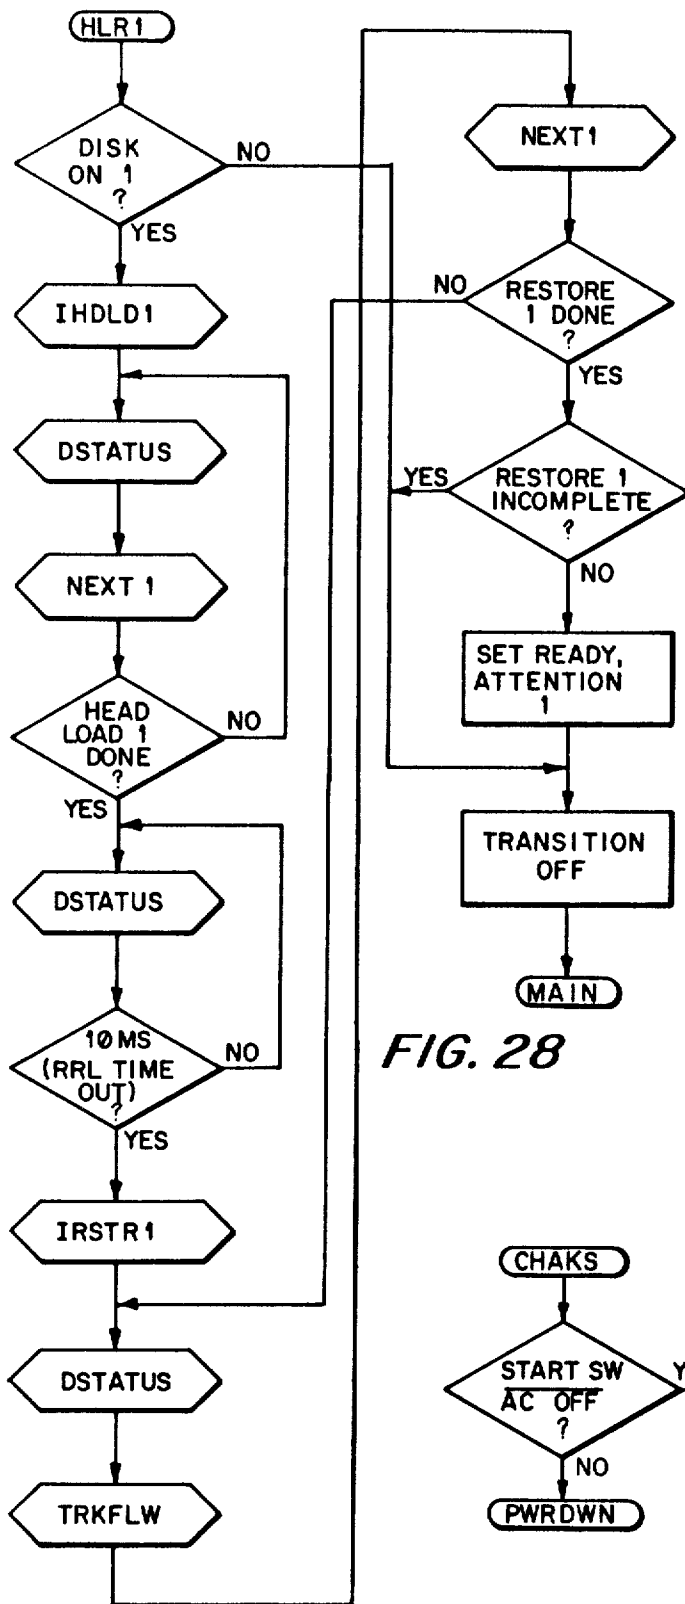 HLR1
DISK
ON 1
?
NO
YES
IHDLD1
DSTATUS
NEXT 1
HEAD
LOAD 1
DONE
?
NO
YES
DSTATUS
10 MS
(RRL TIME
OUT)
?
NO
YES
IRSTR1
DSTATUS
TRKFLW
NEXT1
RESTORE
1 DONE
?
NO
YES
RESTORE 1
INCOMPLETE
?
YES
NO
SET READY,
ATTENTION
1
TRANSITION
OFF
MAIN
FIG. 28
CHAKS
START SW
AC OFF
?
Y
NO
PWRDWN